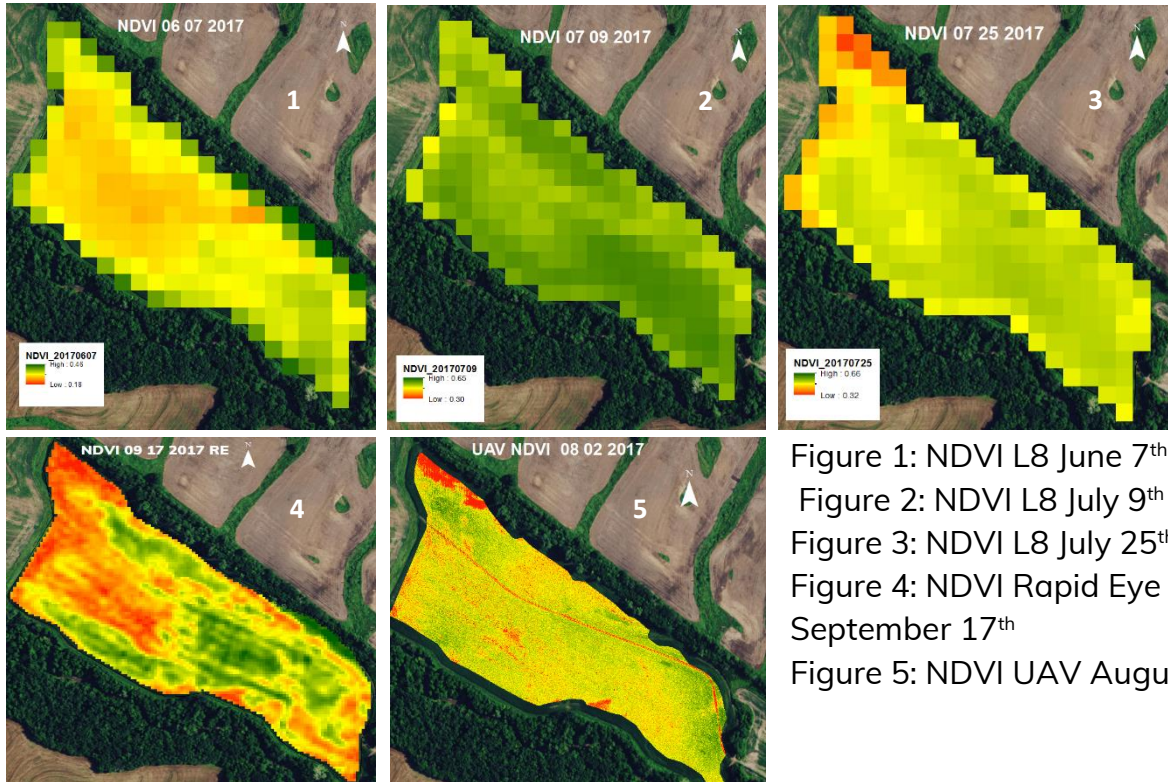 NDVI 06 07 2017
N
1
NDVI_20170607
High : 0.46
Low : 0.18
NDVI 07 09 2017
N
2
NDVI_20170709
High : 0.65
Low : 0.30
NDVI 07 25 2017
N
3
NDVI_20170725
High : 0.66
Low : 0.32
NDVI 09 17 2017 RE
N
4
UAV NDVI 08 02 2017
N
5
Figure 1: NDVI L8 June 7th
Figure 2: NDVI L8 July 9th
Figure 3: NDVI L8 July 25th
Figure 4: NDVI Rapid Eye
September 17th
Figure 5: NDVI UAV Augu